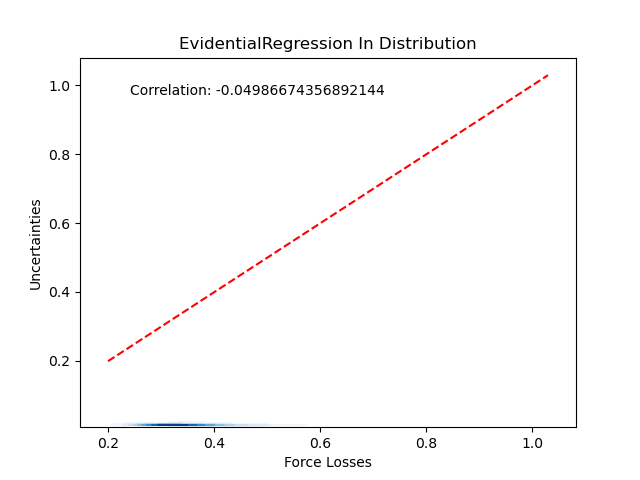 EvidentialRegression In Distribution
Correlation: -0.04986674356892144
1.0
0.8
0.6
0.4
0.2
Uncertainties
0.2 0.4 0.6 0.8 1.0
Force Losses